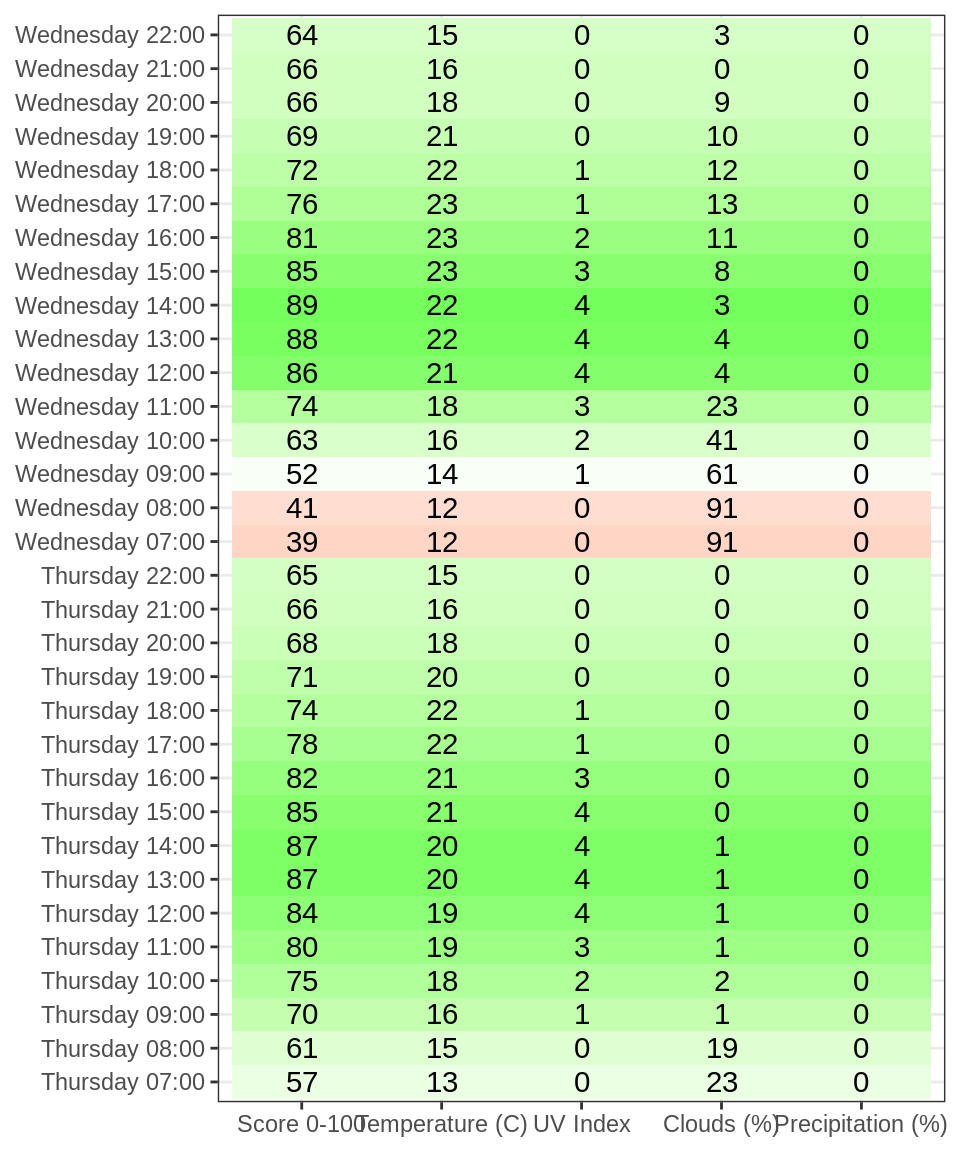 Wednesday 22:00 64 15 0 3 0
Wednesday 21:00 66 16 0 0 0
Wednesday 20:00 66 18 0 9 0
Wednesday 19:00 69 21 0 10 0
Wednesday 18:00 72 22 1 12 0
Wednesday 17:00 76 23 1 13 0
Wednesday 16:00 81 23 2 11 0
Wednesday 15:00 85 23 3 8 0
Wednesday 14:00 89 22 4 3 0
Wednesday 13:00 88 22 4 4 0
Wednesday 12:00 86 21 4 4 0
Wednesday 11:00 74 18 3 23 0
Wednesday 10:00 63 16 2 41 0
Wednesday 09:00 52 14 1 61 0
Wednesday 08:00 41 12 0 91 0
Wednesday 07:00 39 12 0 91 0
Thursday 22:00 65 15 0 0 0
Thursday 21:00 66 16 0 0 0
Thursday 20:00 68 18 0 0 0
Thursday 19:00 71 20 0 0 0
Thursday 18:00 74 22 1 0 0
Thursday 17:00 78 22 1 0 0
Thursday 16:00 82 21 3 0 0
Thursday 15:00 85 21 4 0 0
Thursday 14:00 87 20 4 1 0
Thursday 13:00 87 20 4 1 0
Thursday 12:00 84 19 4 1 0
Thursday 11:00 80 19 3 1 0
Thursday 10:00 75 18 2 2 0
Thursday 09:00 70 16 1 1 0
Thursday 08:00 61 15 0 19 0
Thursday 07:00 57 13 0 23 0
Score 0-100 Temperature (C) UV Index Clouds (%) Precipitation (%)